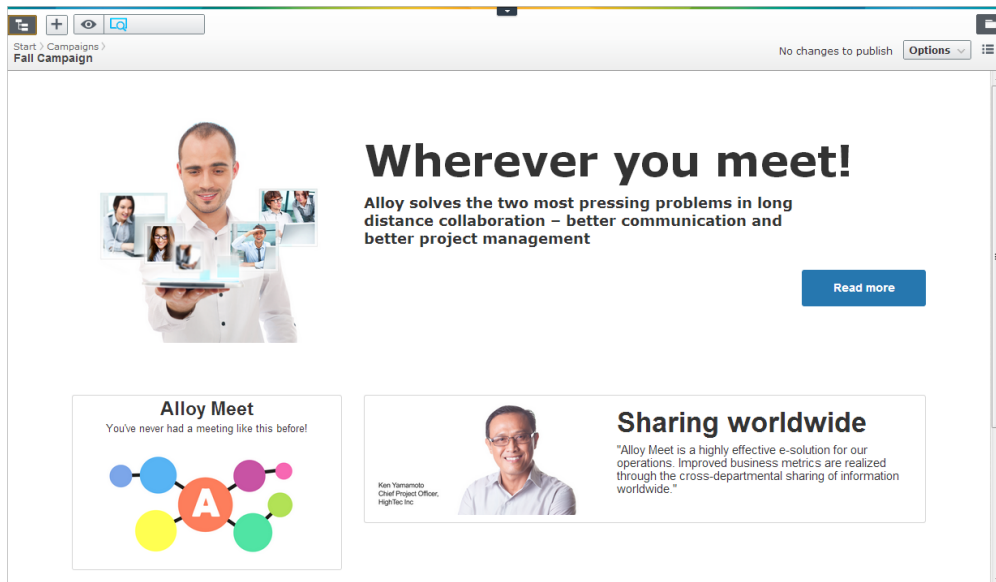 Start > Campaigns >
Fall Campaign
No changes to publish
Options
Wherever you meet!
Alloy solves the two most pressing problems in long
distance collaboration – better communication and
better project management
Read more
Alloy Meet
You've never had a meeting like this before!
A
Ken Yamamoto
Chief Project Officer,
HighTec Inc
Sharing worldwide
"Alloy Meet is a highly effective e-solution for our
operations. Improved business metrics are realized
through the cross-departmental sharing of information
worldwide."